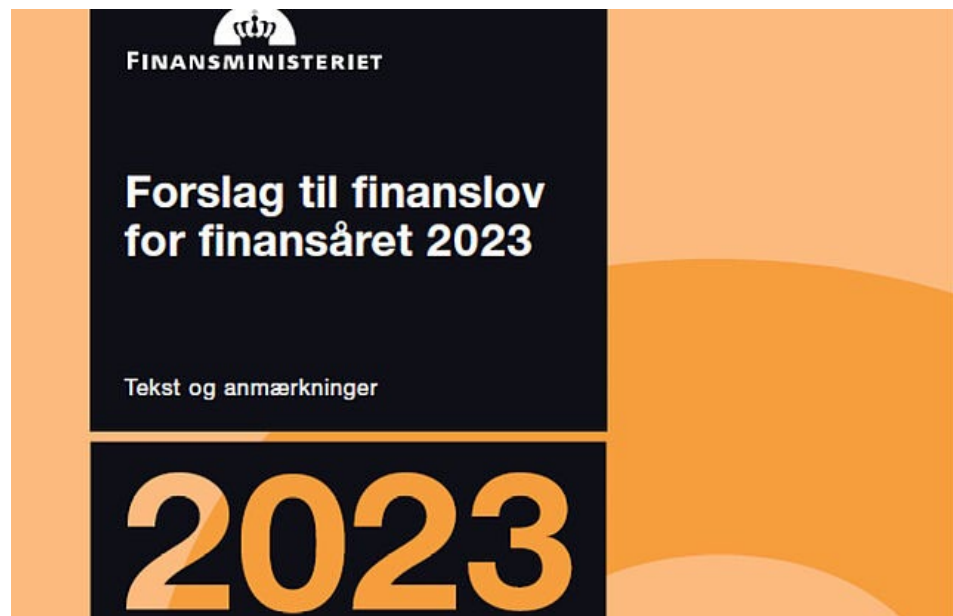 FINANSMINISTERIET
Forslag til finanslov
for finansåret 2023
Tekst og anmærkninger
2023